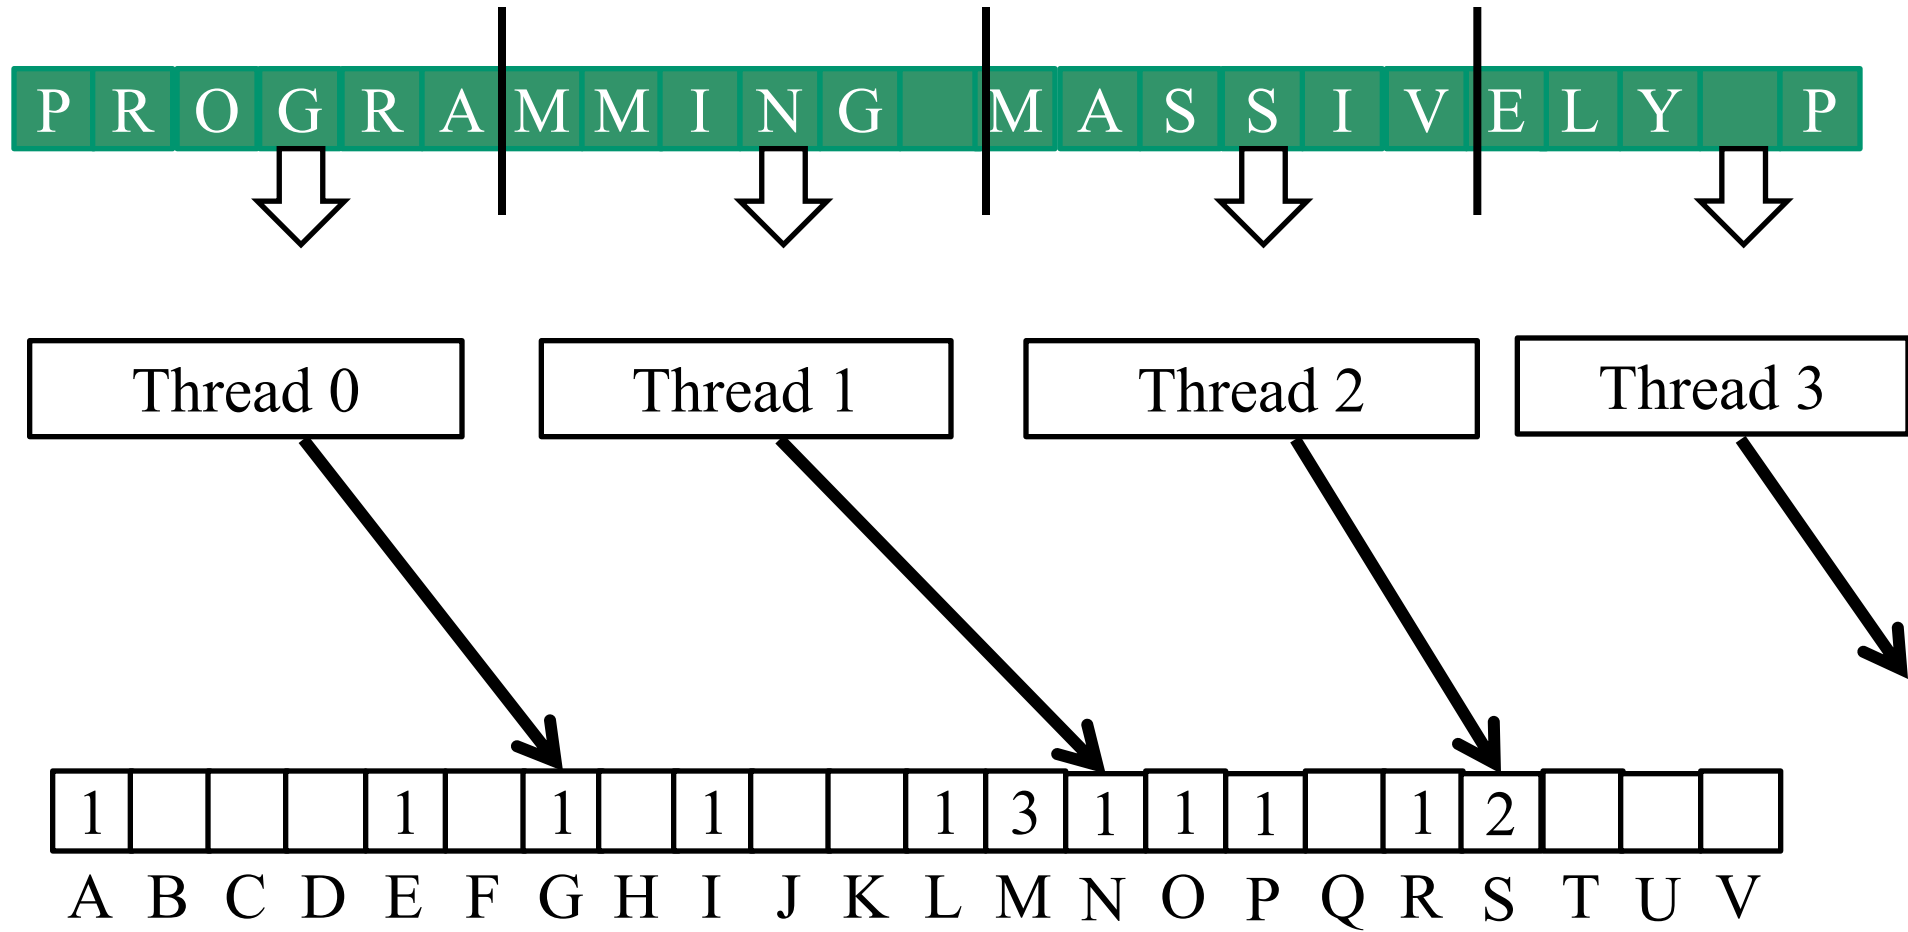 P R O G R A M M I N G M A S S I V E L Y P
Thread 0 Thread 1 Thread 2 Thread 3
1 1 1 1 1 3 1 1 1 1 2
A B C D E F G H I J K L M N O P Q R S T U V